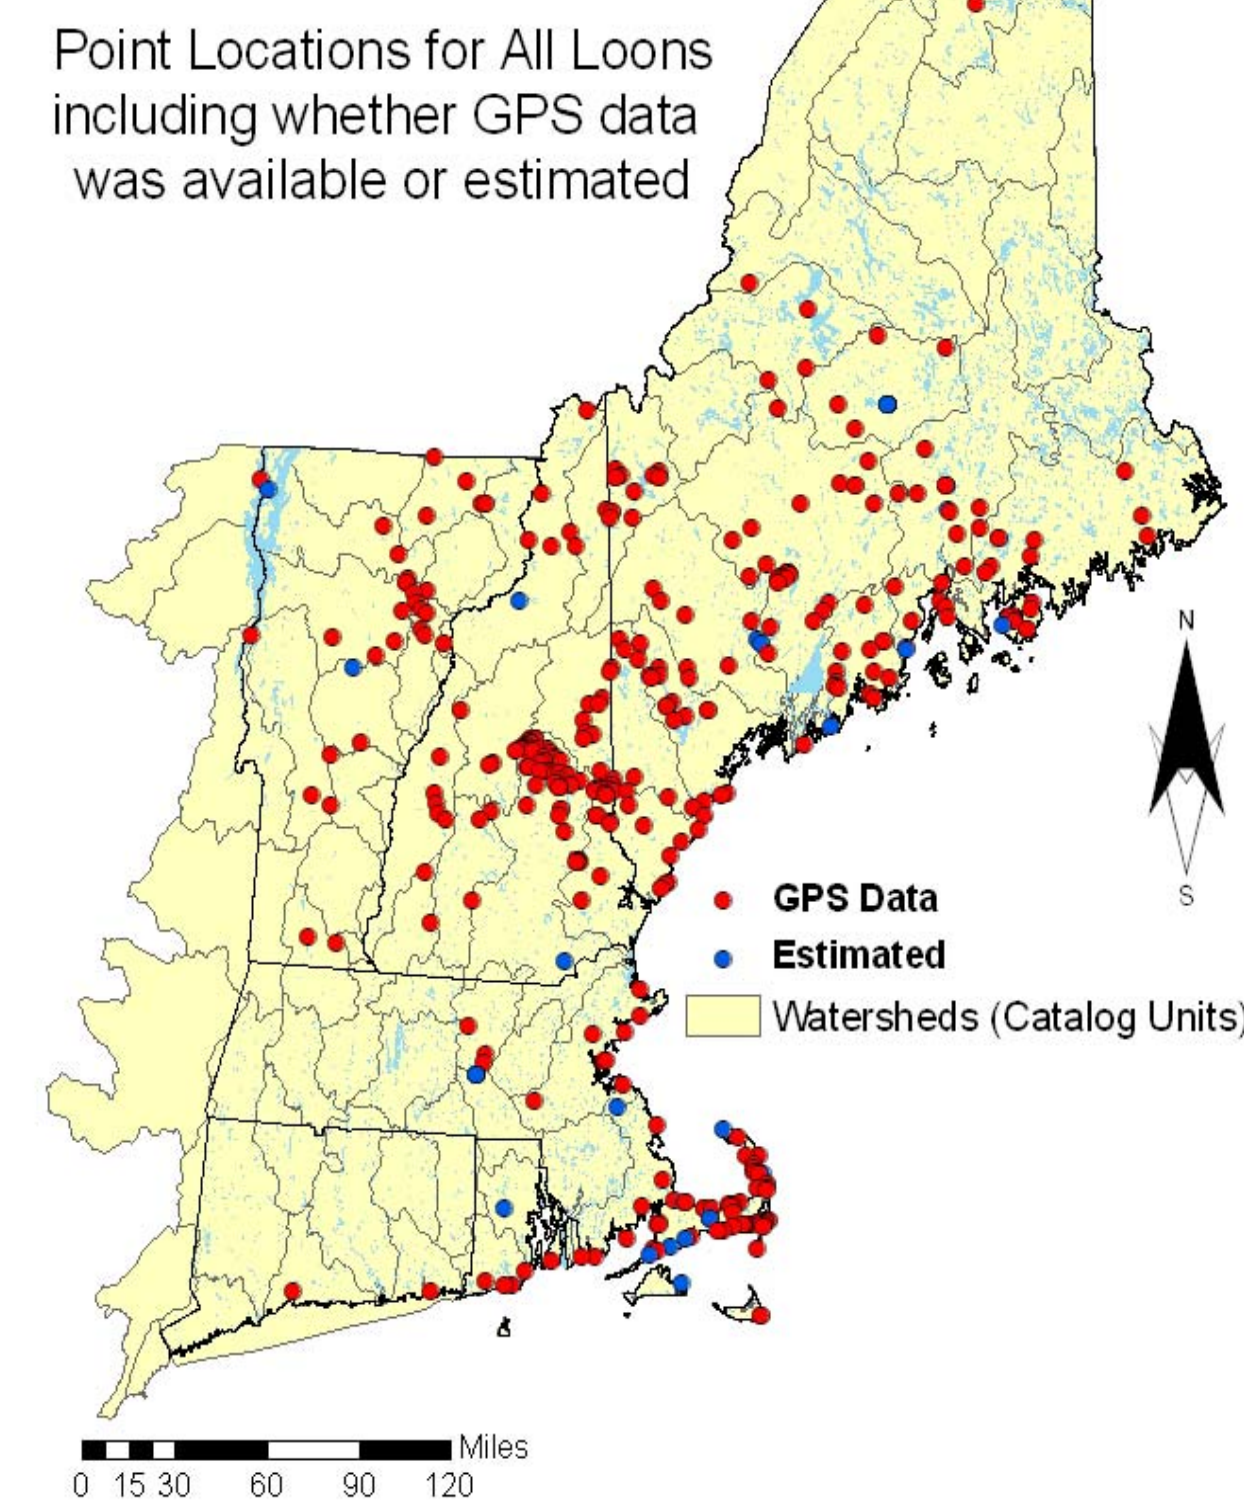 Point Locations for All Loons
including whether GPS data
was available or estimated
N
S
GPS Data
Estimated
Watersheds (Catalog Units)
Miles
0 15 30 60 90 120